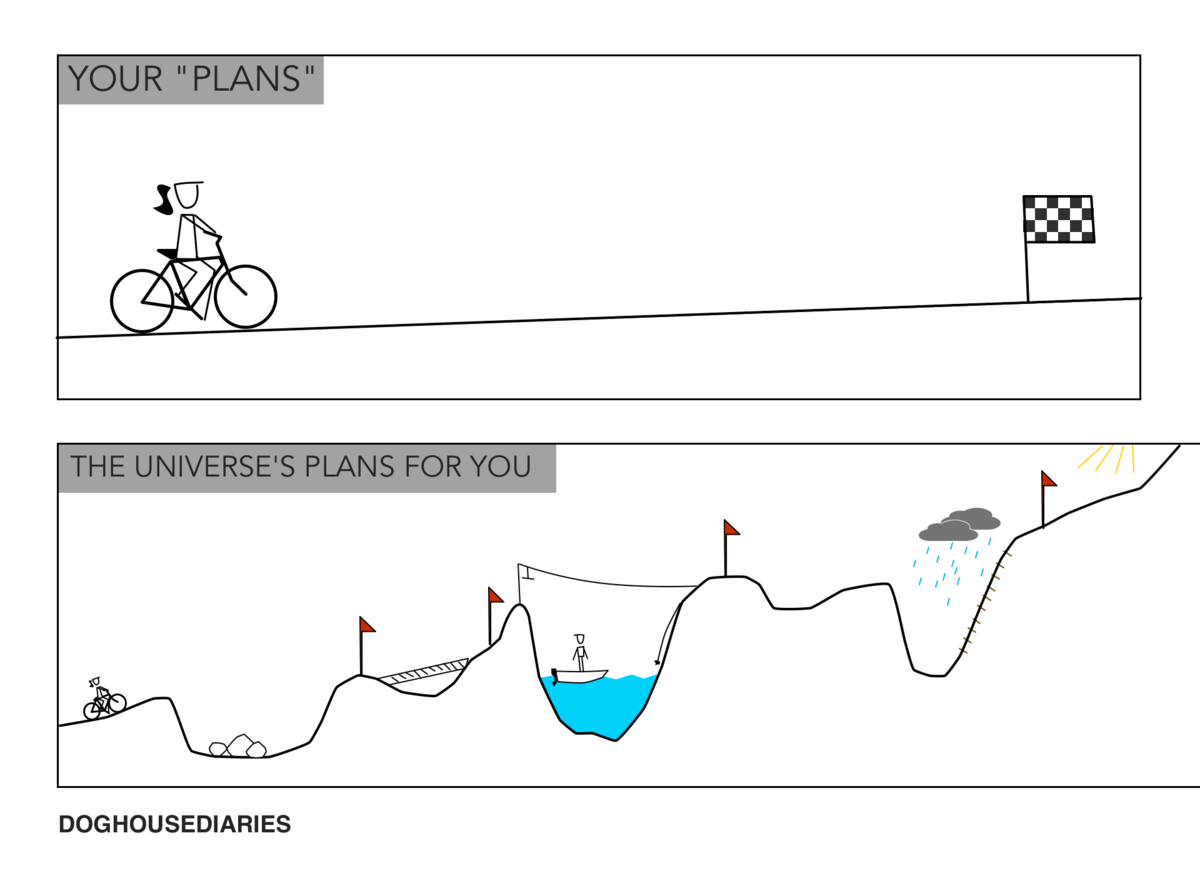 YOUR "PLANS"
THE UNIVERSE'S PLANS FOR YOU
DOGHOUSEDIARIES